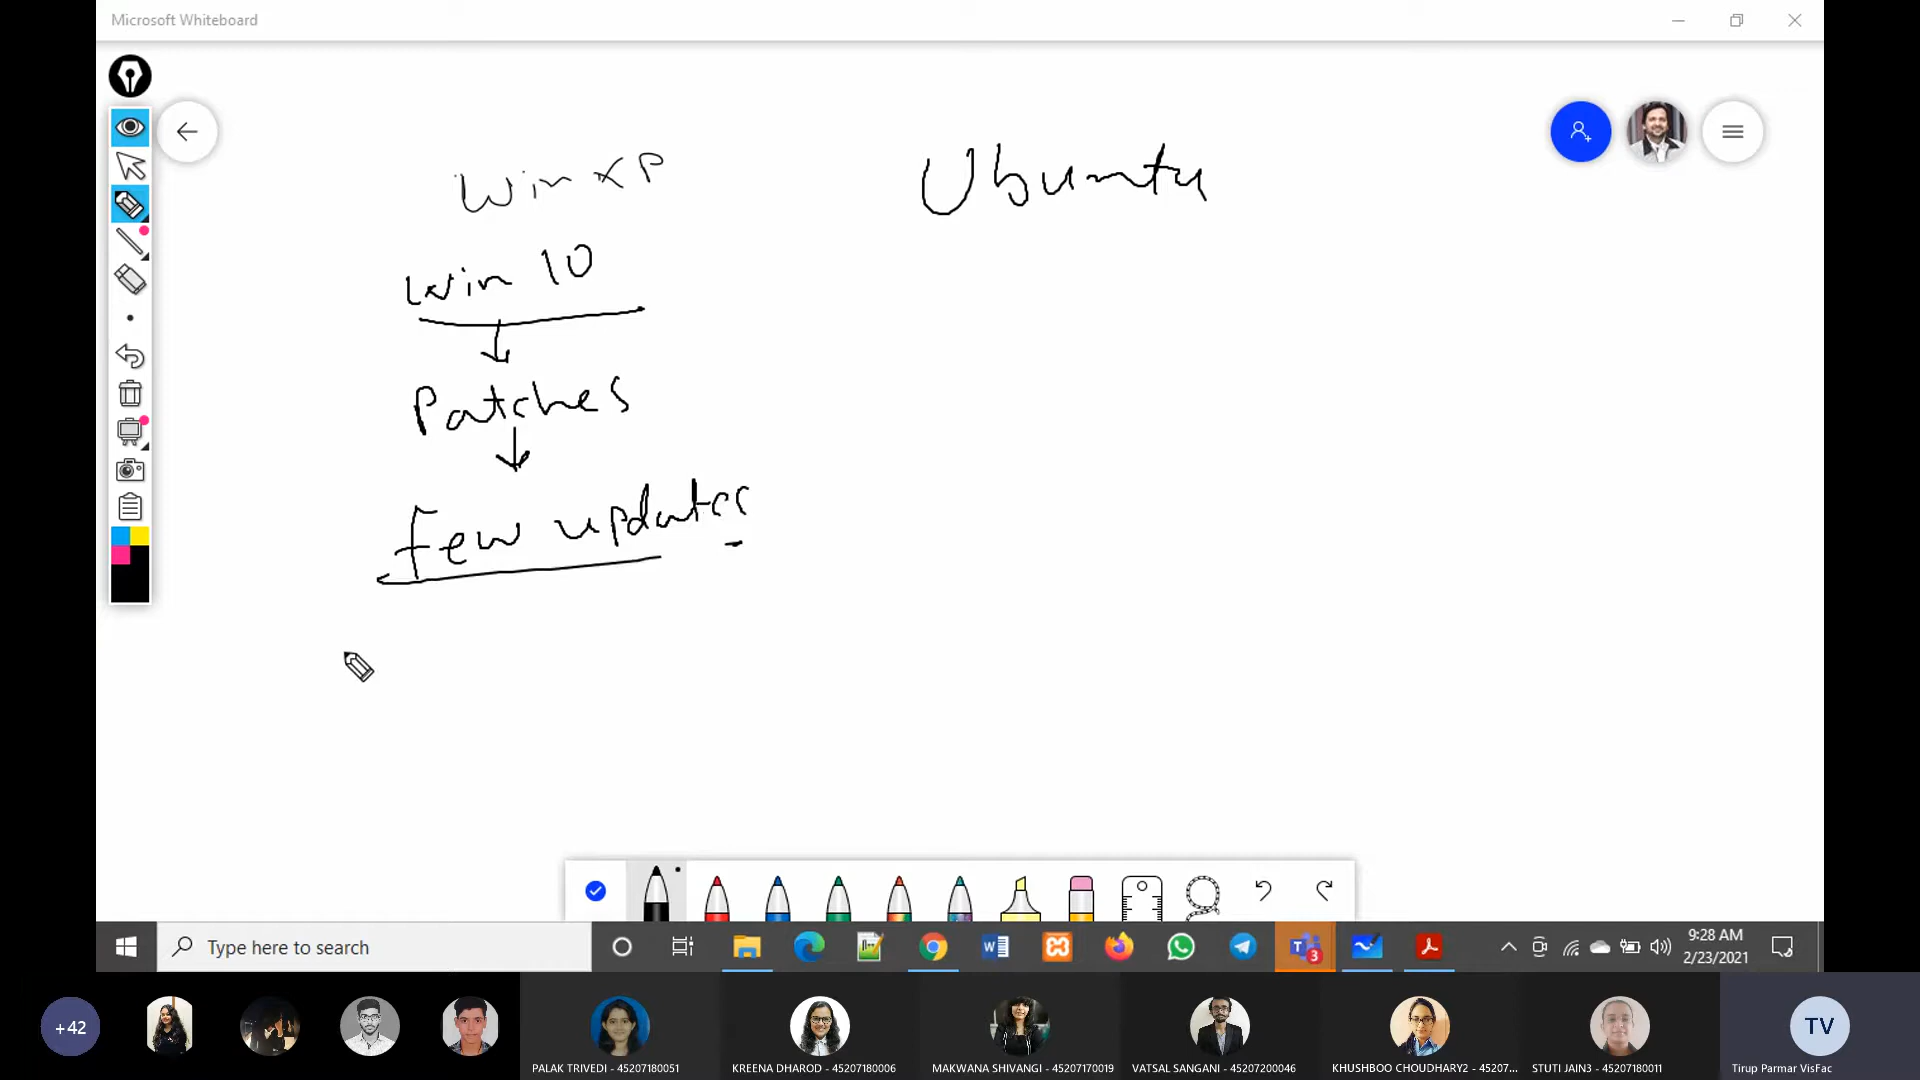 Microsoft Whiteboard
Win XP
Ubuntu
Win 10
Patches
Few updates
Type here to search
3
9:28 AM
2/23/2021
+42
PALAK TRIVEDI - 45207180051
KREENA DHAROD - 45207180006
MAKWANA SHIVANGI - 45207170019
VATSAL SANGANI - 45207200046
KHUSHBOO CHOUDHARY2 - 45207...
STUTI JAIN3 - 45207180011
TV
Tirup Parmar VisFac